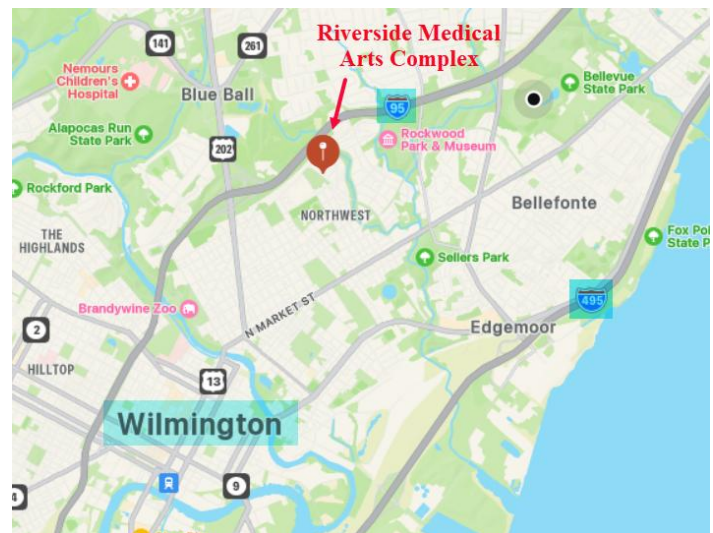 Riverside Medical
Arts Complex
141
261
95
Nemours
Children's
Hospital
Blue Ball
Bellevue
State Park
Alapocas Run
State Park
202
Rockwood
Park & Museum
Rockford Park
NORTHWEST
Bellefonte
THE
HIGHLANDS
Sellers Park
Fox Poi
State P
495
Brandywine Zoo
N MARKET ST
2
Edgemoor
HILLTOP
13
Wilmington
9
4